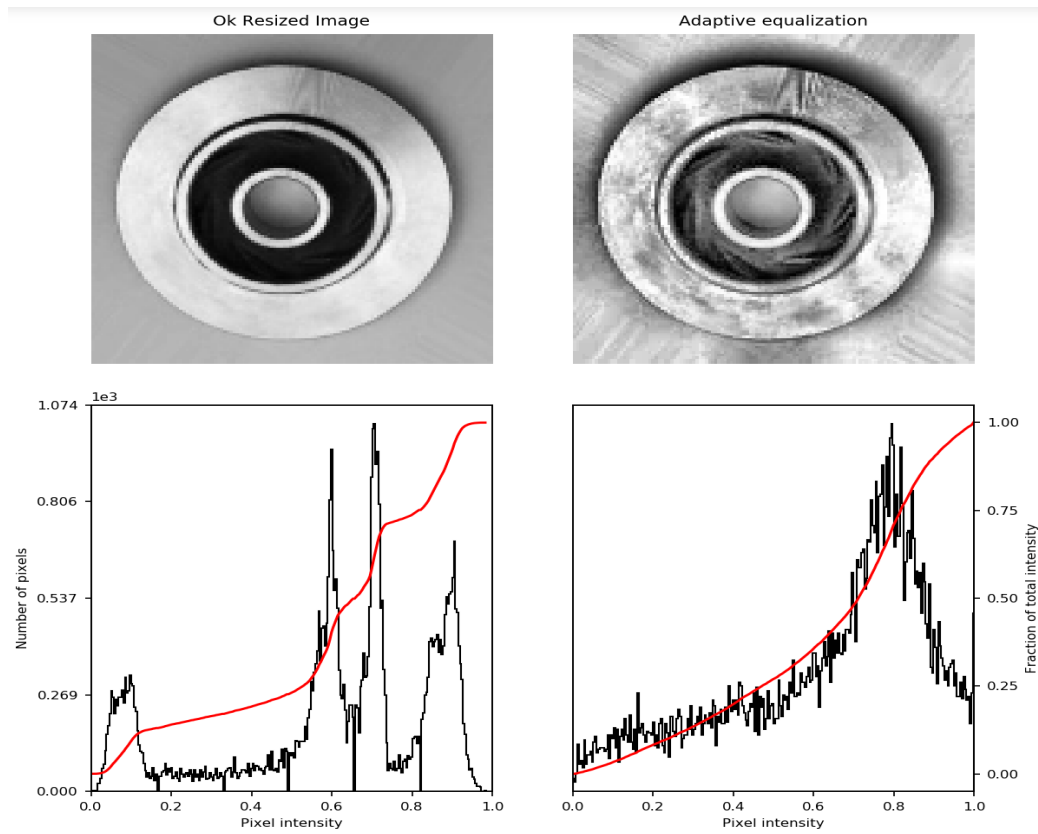 Ok Resized Image
Adaptive equalization
1e3
1.074
0.806
0.537
0.269
0.000
Number of pixels
0.0 0.2 0.4 0.6 0.8 1.0
Pixel intensity
1.00
0.75
0.50
0.25
0.00
Fraction of total intensity
0.0 0.2 0.4 0.6 0.8 1.0
Pixel intensity